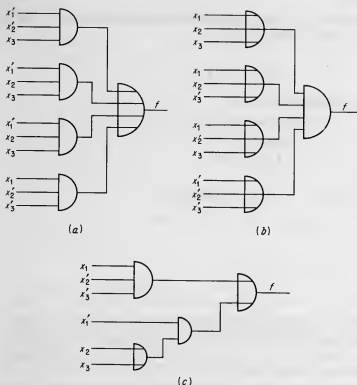 x₁′
x₂′
x₃
x₁′
x₂
x₃′
f
x₁′
x₂
x₃
x₁
x₂′
x₃′
(a)
x₁
x₂
x₃
x₁′
x₂
x₃′
f
x₁′
x₂′
x₃
x₁′
x₂′
x₃′
(b)
x₁
x₂′
x₃′
f
x₁′
x₂
x₃
(c)